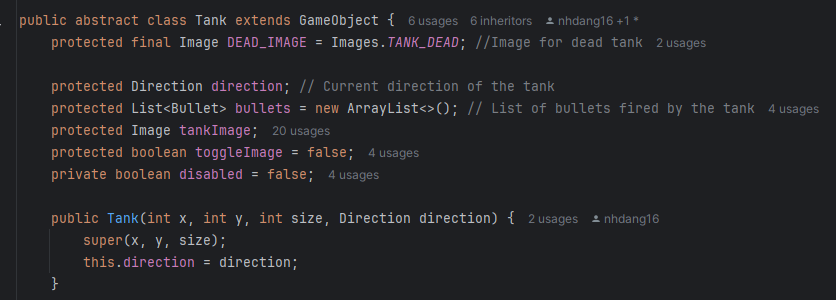 public abstract class Tank extends GameObject { 6 usages 6 inheritors nhdang16 +1 *
protected final Image DEAD_IMAGE = Images.TANK_DEAD; //Image for dead tank 2 usages
protected Direction direction; // Current direction of the tank
protected List<Bullet> bullets = new ArrayList<>(); // List of bullets fired by the tank 4 usages
protected Image tankImage; 20 usages
protected boolean toggleImage = false; 4 usages
private boolean disabled = false; 4 usages
public Tank(int x, int y, int size, Direction direction) { 2 usages nhdang16
super(x, y, size);
this.direction = direction;
}